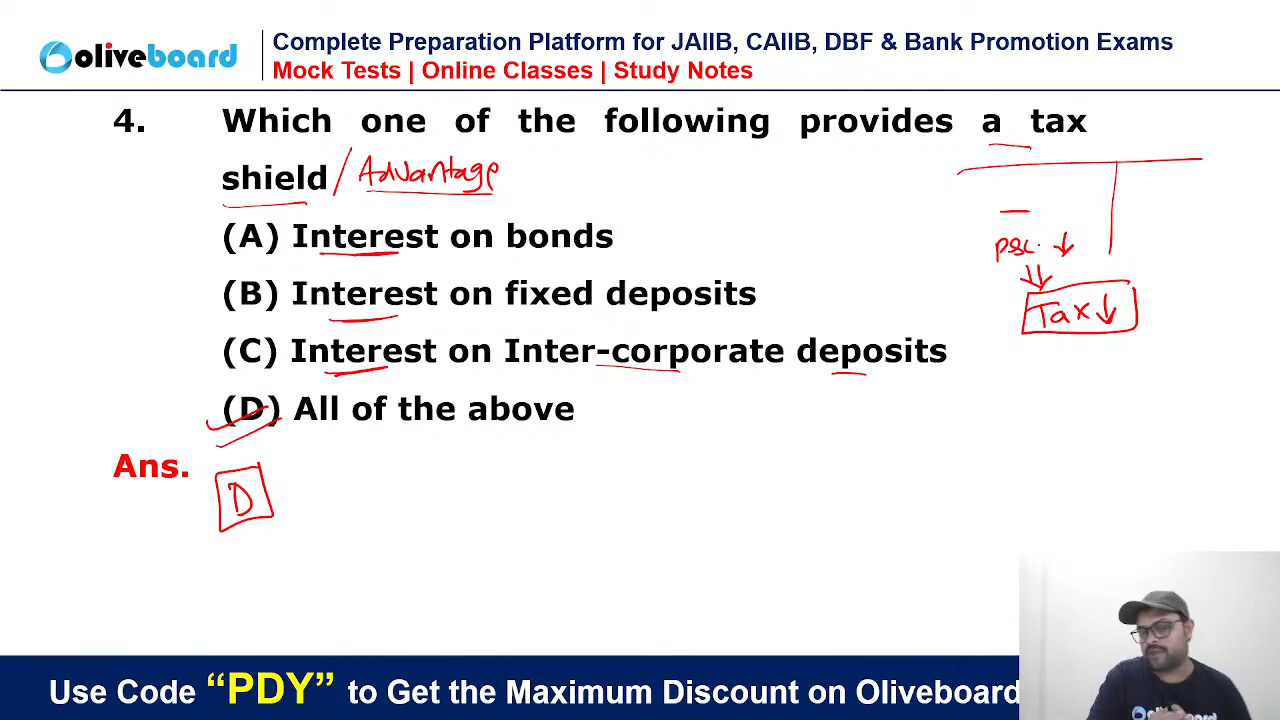 oliveboard
Complete Preparation Platform for JAIIB, CAIIB, DBF & Bank Promotion Exams
Mock Tests | Online Classes | Study Notes
4. Which one of the following provides a tax
shield / Advantage
(A) Interest on bonds
(B) Interest on fixed deposits
(C) Interest on Inter-corporate deposits
(D) All of the above
Tax ↓
Ans.
D
Use Code “PDY” to Get the Maximum Discount on Oliveboard